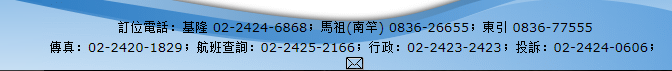 訂位電話：基隆 02-2424-6868；馬祖(南竿) 0836-26655；東引 0836-77555
傳真：02-2420-1829；航班查詢：02-2425-2166；行政：02-2423-2423；投訴：02-2424-0606；